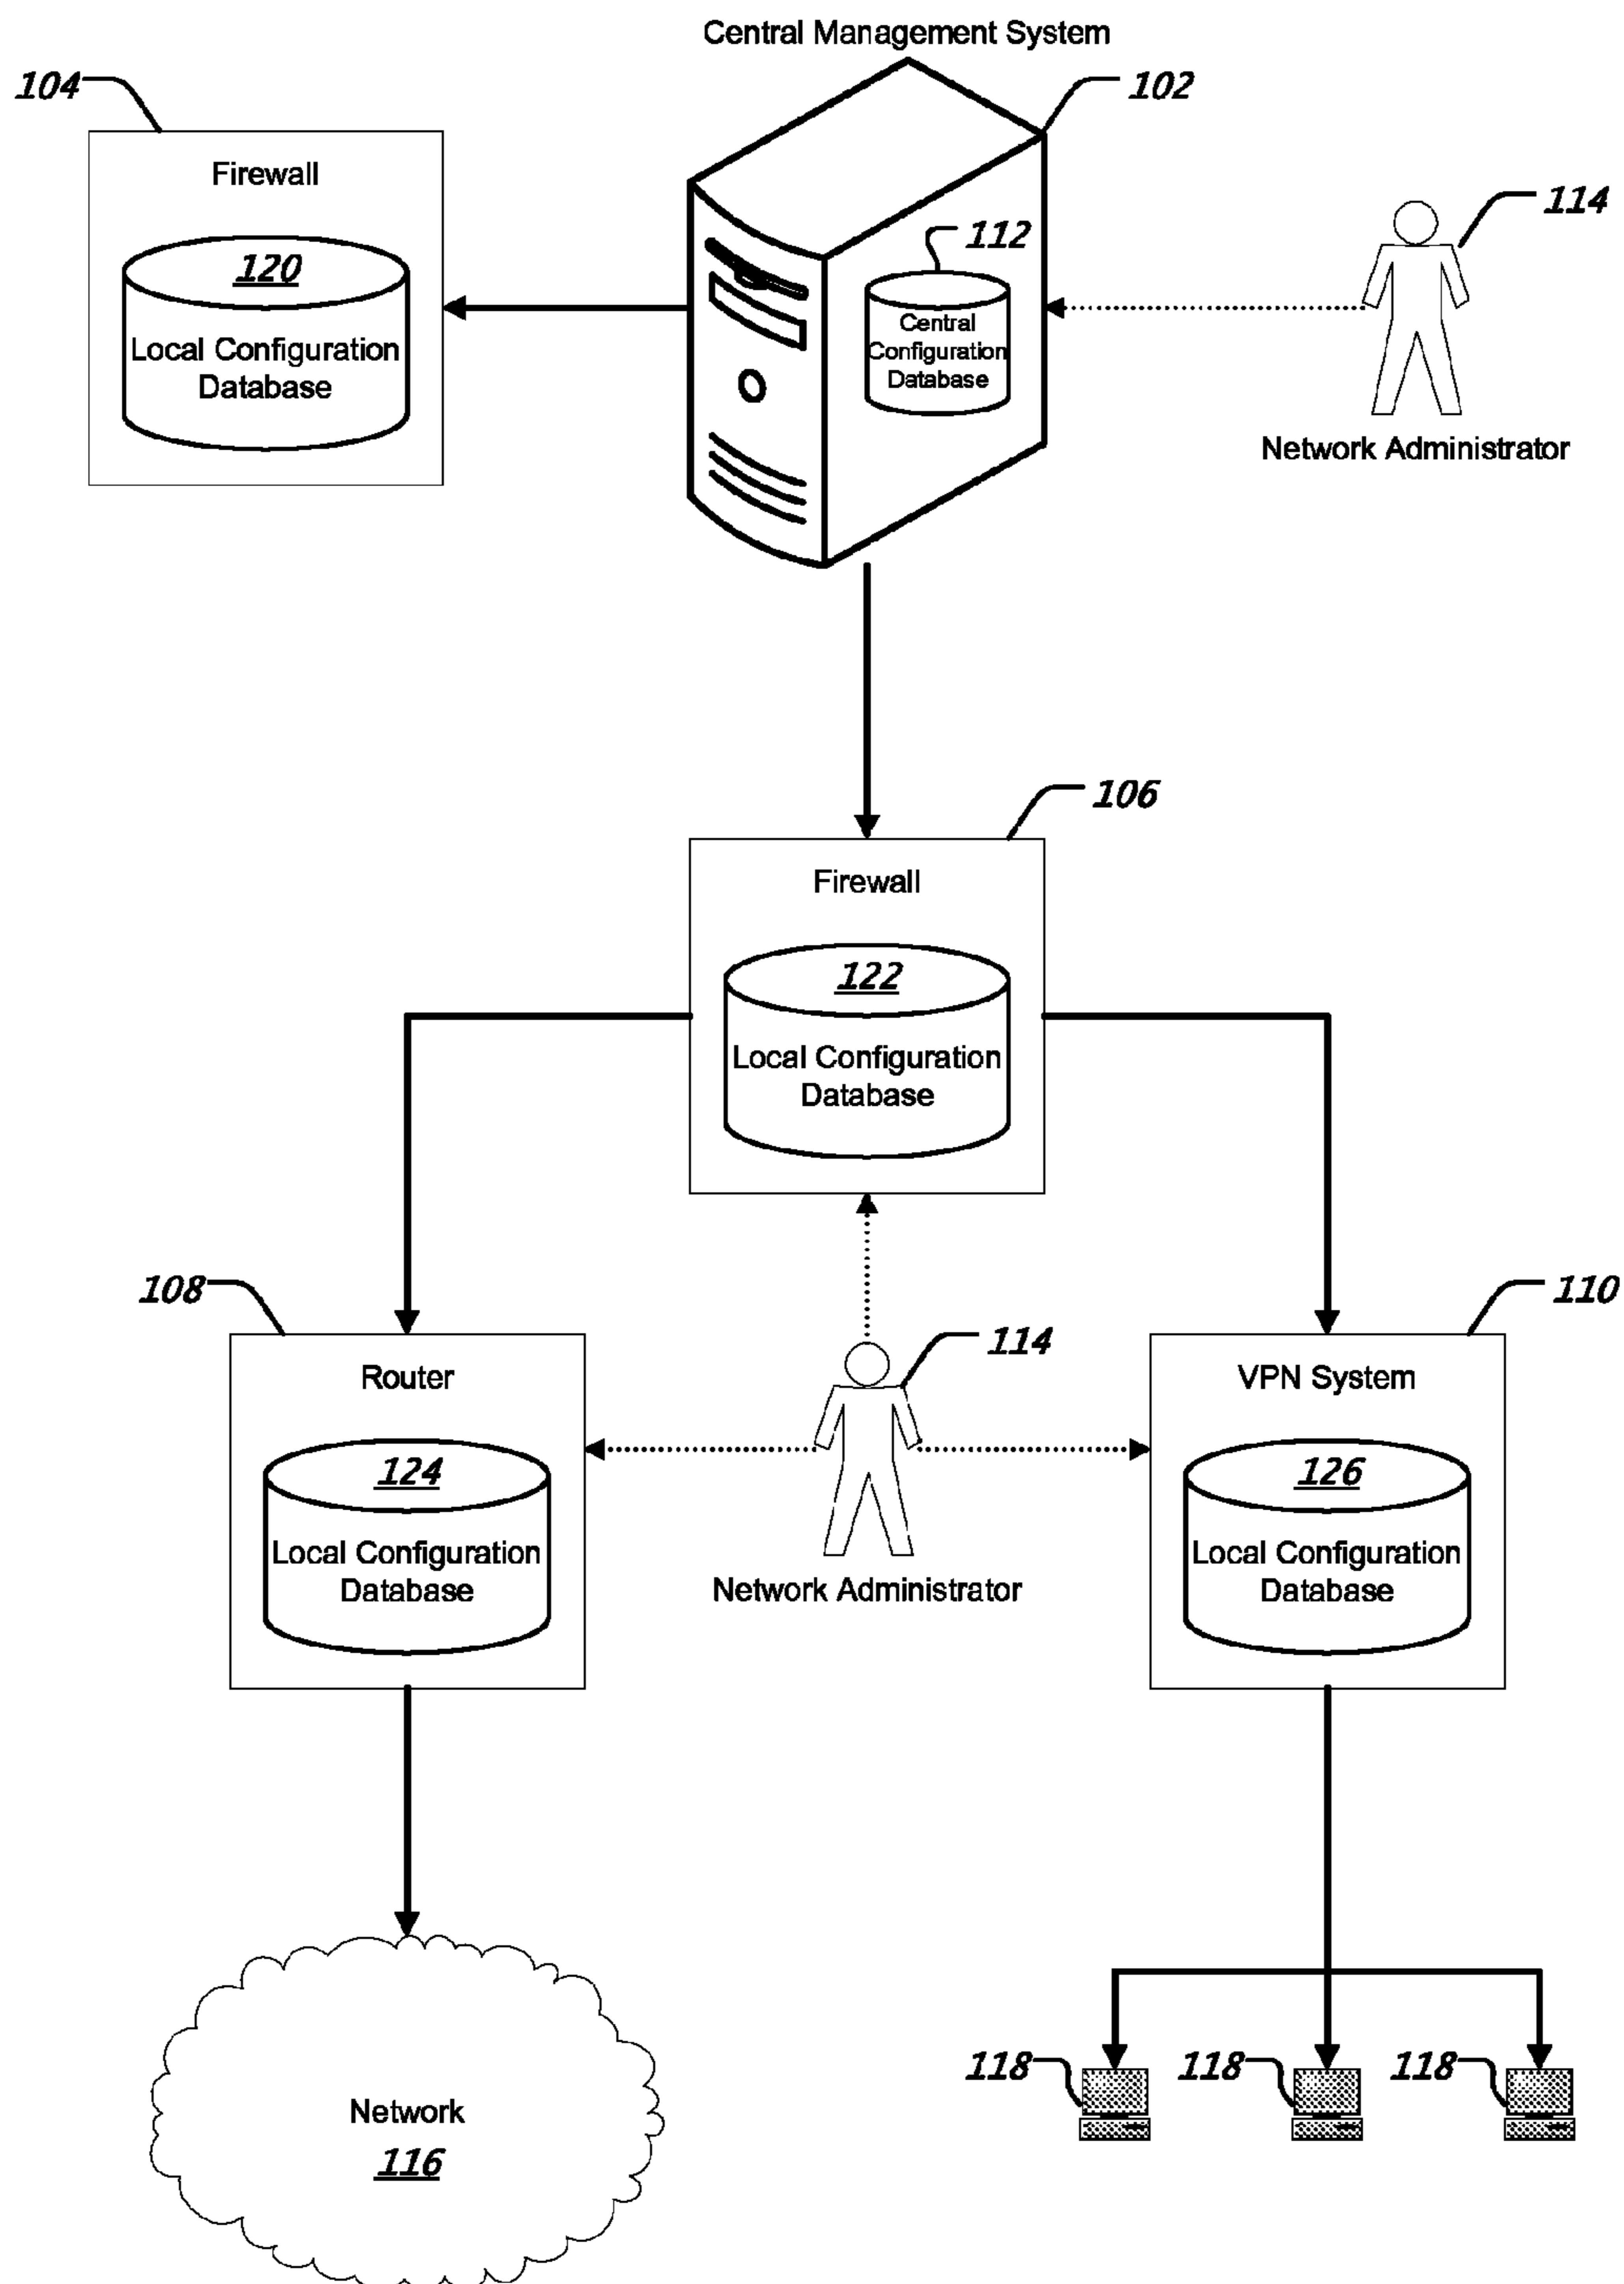 Central Management System
104
102
Firewall
114
112
120
Central
Configuration
Database
Local Configuration
Database
Network Administrator
106
Firewall
122
Local Configuration
Database
108
110
114
Router
VPN System
124
126
Local Configuration
Database
Local Configuration
Database
Network Administrator
118
118
118
Network
116